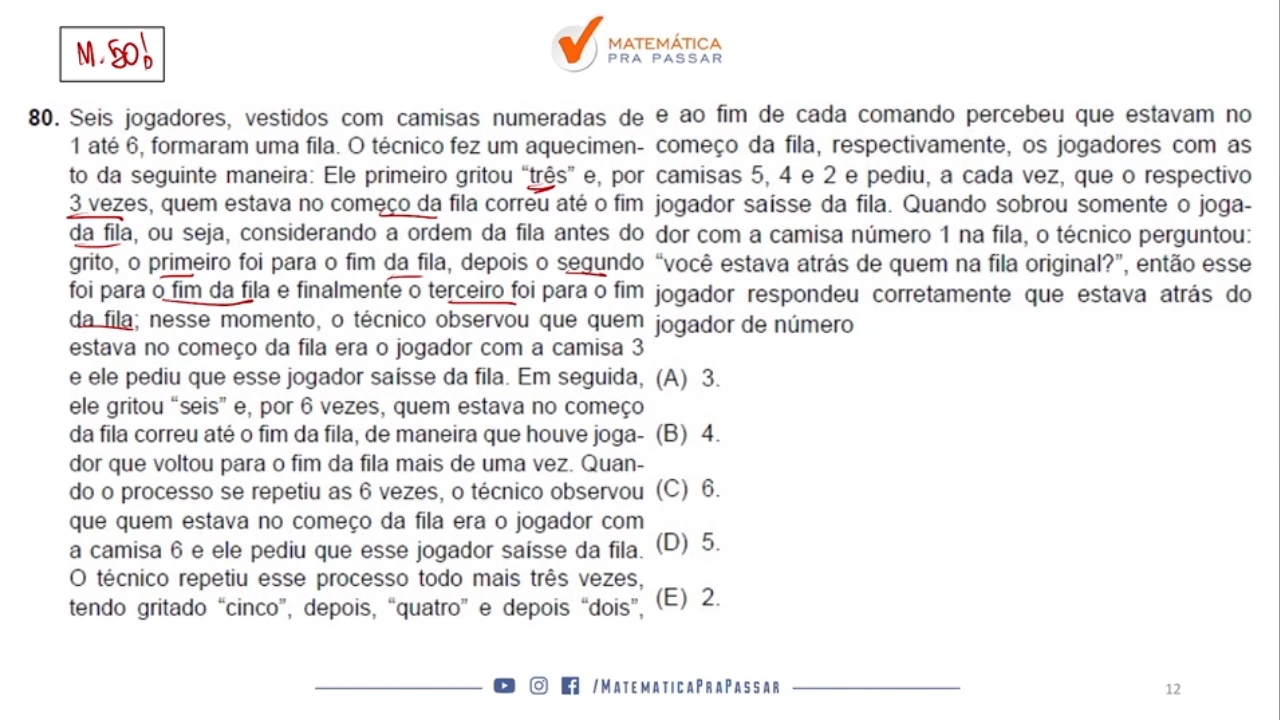 M. 50!
MATEMÁTICA
PRA PASSAR
80. Seis jogadores, vestidos com camisas numeradas de
1 até 6, formaram uma fila. O técnico fez um aquecimen-
to da seguinte maneira: Ele primeiro gritou “três” e, por
3 vezes, quem estava no começo da fila correu até o fim
da fila, ou seja, considerando a ordem da fila antes do
grito, o primeiro foi para o fim da fila, depois o segundo
foi para o fim da fila e finalmente o terceiro foi para o fim
da fila; nesse momento, o técnico observou que quem
estava no começo da fila era o jogador com a camisa 3
e ele pediu que esse jogador saísse da fila. Em seguida,
ele gritou “seis” e, por 6 vezes, quem estava no começo
da fila correu até o fim da fila, de maneira que houve joga-
dor que voltou para o fim da fila mais de uma vez. Quan-
do o processo se repetiu as 6 vezes, o técnico observou
que quem estava no começo da fila era o jogador com
a camisa 6 e ele pediu que esse jogador saísse da fila.
O técnico repetiu esse processo todo mais três vezes,
tendo gritado “cinco”, depois, “quatro” e depois “dois”,
e ao fim de cada comando percebeu que estavam no
começo da fila, respectivamente, os jogadores com as
camisas 5, 4 e 2 e pediu, a cada vez, que o respectivo
jogador saísse da fila. Quando sobrou somente o joga-
dor com a camisa número 1 na fila, o técnico perguntou:
“você estava atrás de quem na fila original?”, então esse
jogador respondeu corretamente que estava atrás do
jogador de número
(A) 3.
(B) 4.
(C) 6.
(D) 5.
(E) 2.
/MATEMATICAPRAPASSAR
12